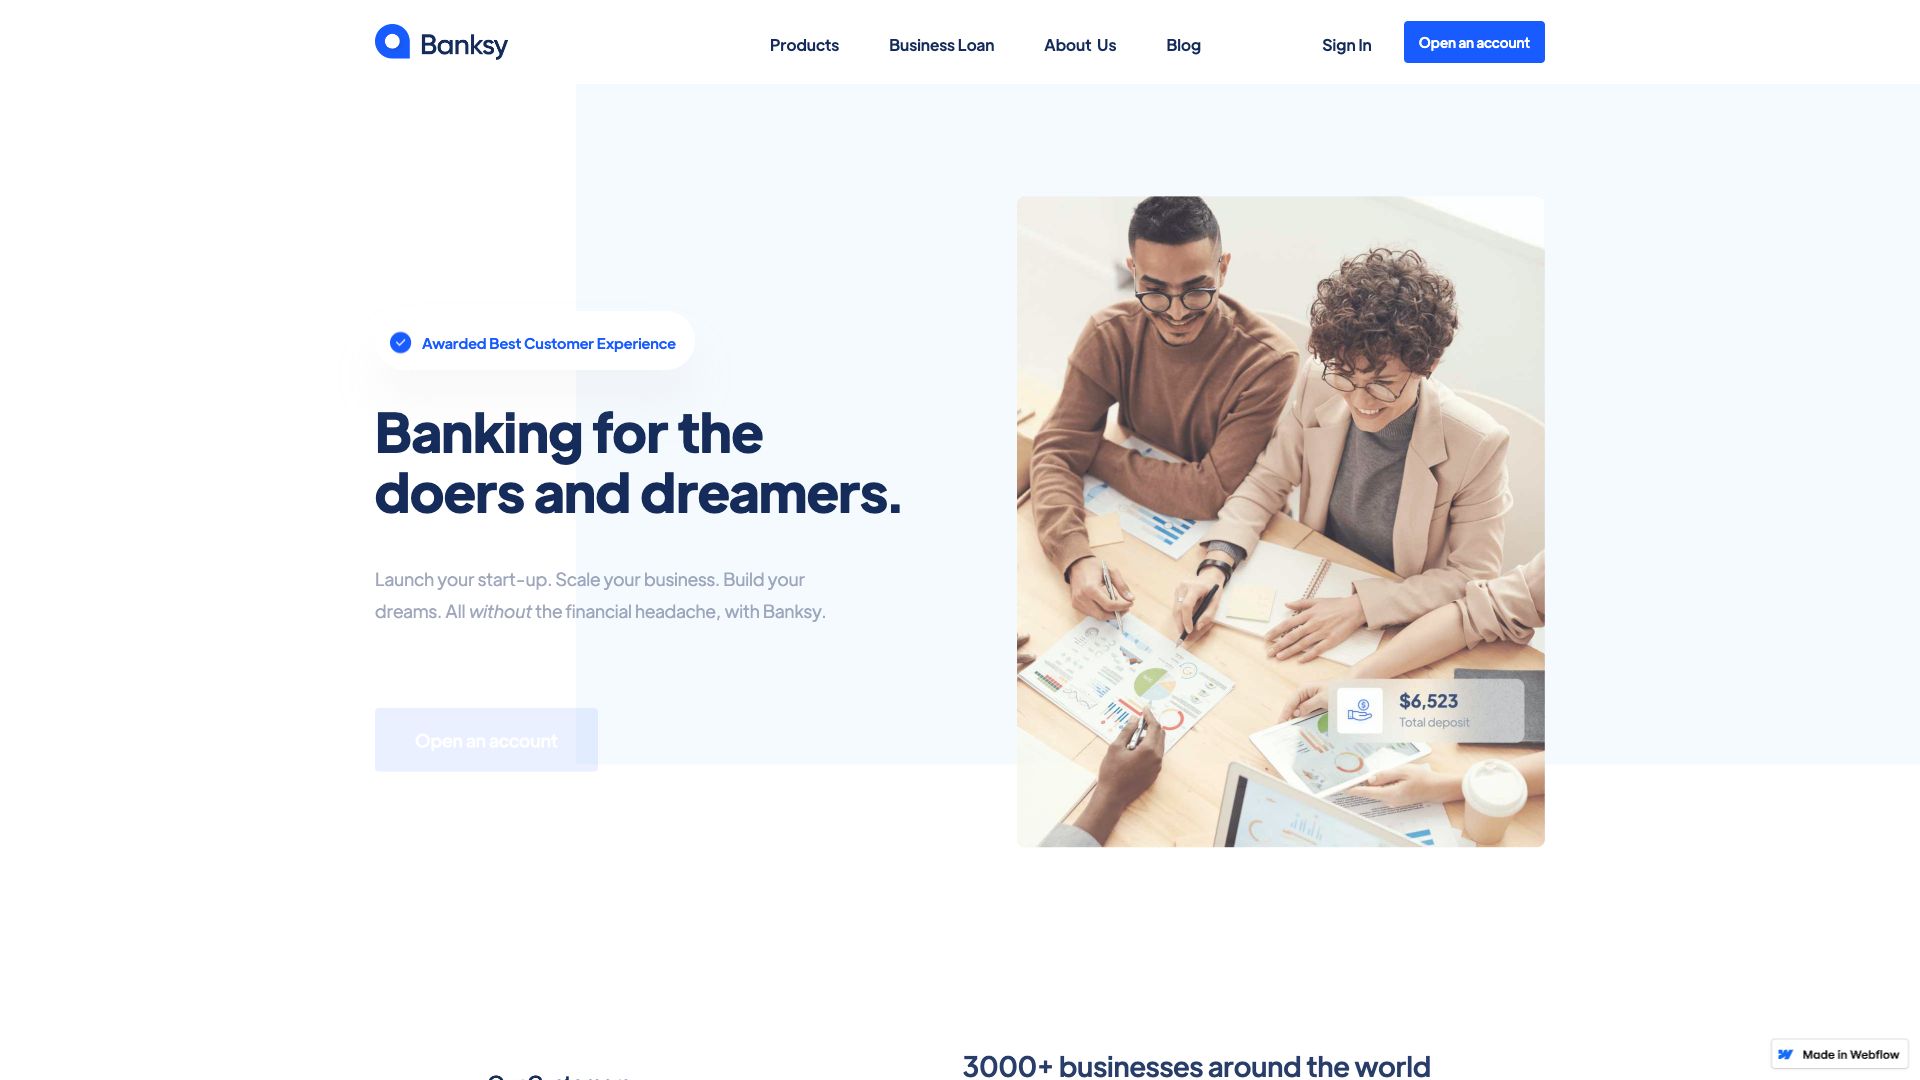 Banksy
Products
Business Loan
About Us
Blog
Sign In
Open an account
Awarded Best Customer Experience
Banking for the
doers and dreamers.
Launch your start-up. Scale your business. Build your
dreams. All without the financial headache, with Banksy.
Open an account
$6,523
Total deposit
3000+ businesses around the world
Our Customers
Made in Webflow